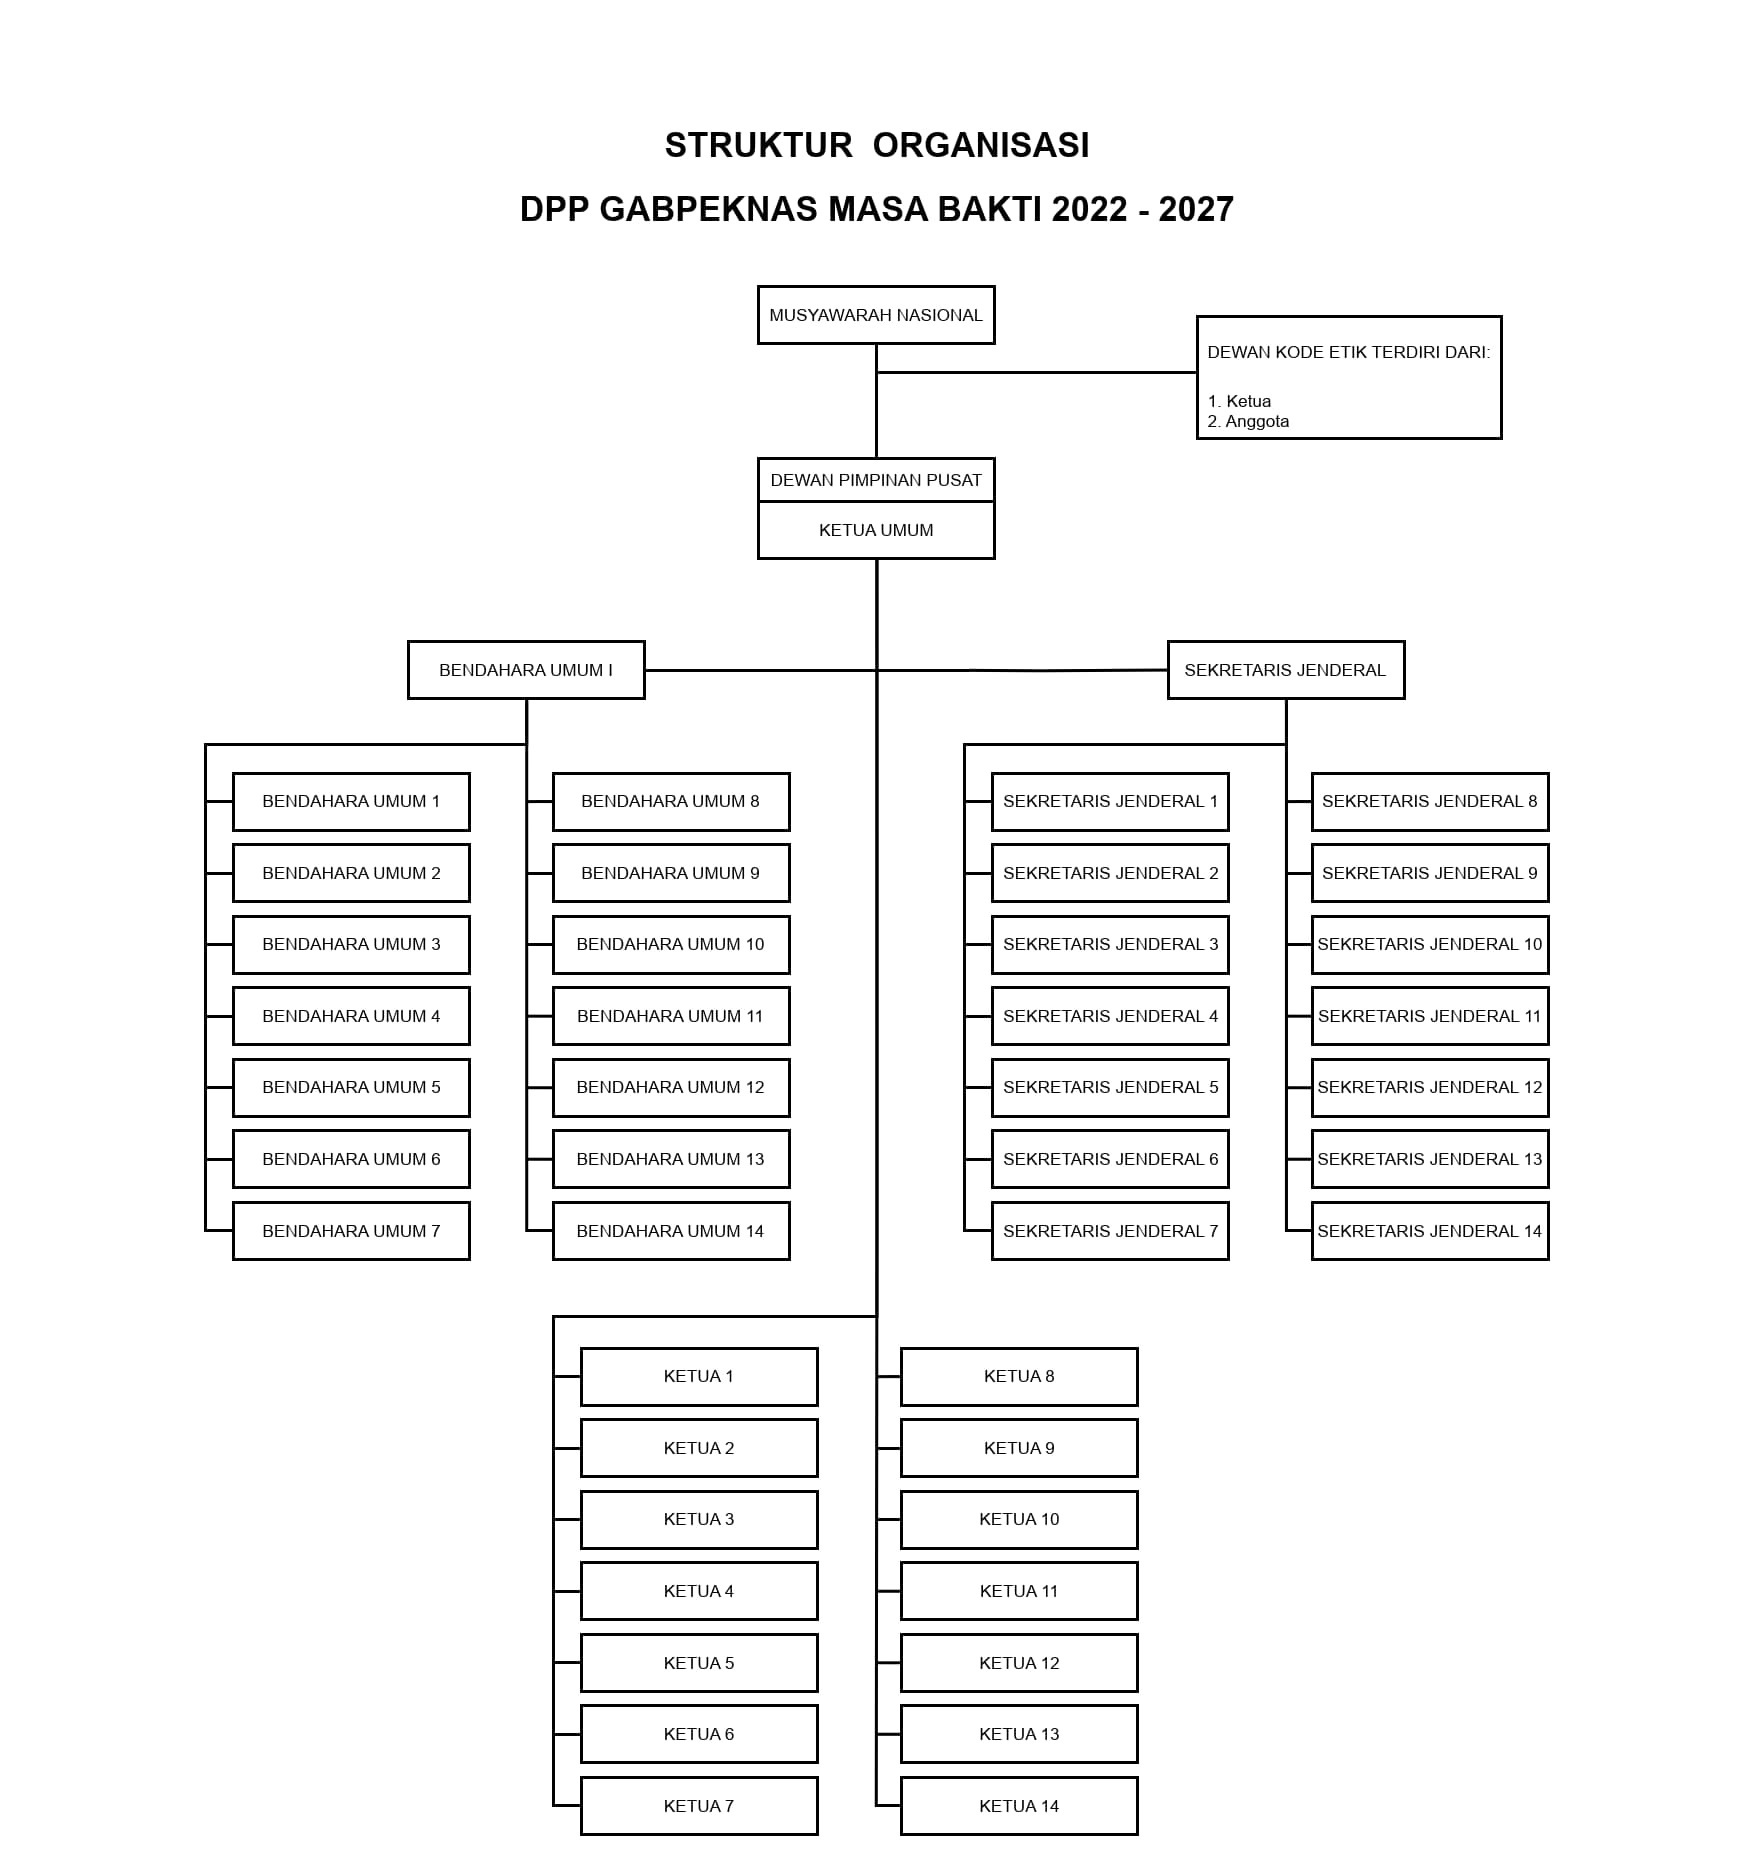 STRUKTUR  ORGANISASI
DPP GABPEKNAS MASA BAKTI 2022 - 2027
MUSYAWARAH NASIONAL
DEWAN KODE ETIK TERDIRI DARI:
1. Ketua
2. Anggota
DEWAN PIMPINAN PUSAT
KETUA UMUM
BENDAHARA UMUM I
SEKRETARIS JENDERAL
BENDAHARA UMUM 1
BENDAHARA UMUM 2
BENDAHARA UMUM 3
BENDAHARA UMUM 4
BENDAHARA UMUM 5
BENDAHARA UMUM 6
BENDAHARA UMUM 7
BENDAHARA UMUM 8
BENDAHARA UMUM 9
BENDAHARA UMUM 10
BENDAHARA UMUM 11
BENDAHARA UMUM 12
BENDAHARA UMUM 13
BENDAHARA UMUM 14
SEKRETARIS JENDERAL 1
SEKRETARIS JENDERAL 2
SEKRETARIS JENDERAL 3
SEKRETARIS JENDERAL 4
SEKRETARIS JENDERAL 5
SEKRETARIS JENDERAL 6
SEKRETARIS JENDERAL 7
SEKRETARIS JENDERAL 8
SEKRETARIS JENDERAL 9
SEKRETARIS JENDERAL 10
SEKRETARIS JENDERAL 11
SEKRETARIS JENDERAL 12
SEKRETARIS JENDERAL 13
SEKRETARIS JENDERAL 14
KETUA 1
KETUA 2
KETUA 3
KETUA 4
KETUA 5
KETUA 6
KETUA 7
KETUA 8
KETUA 9
KETUA 10
KETUA 11
KETUA 12
KETUA 13
KETUA 14